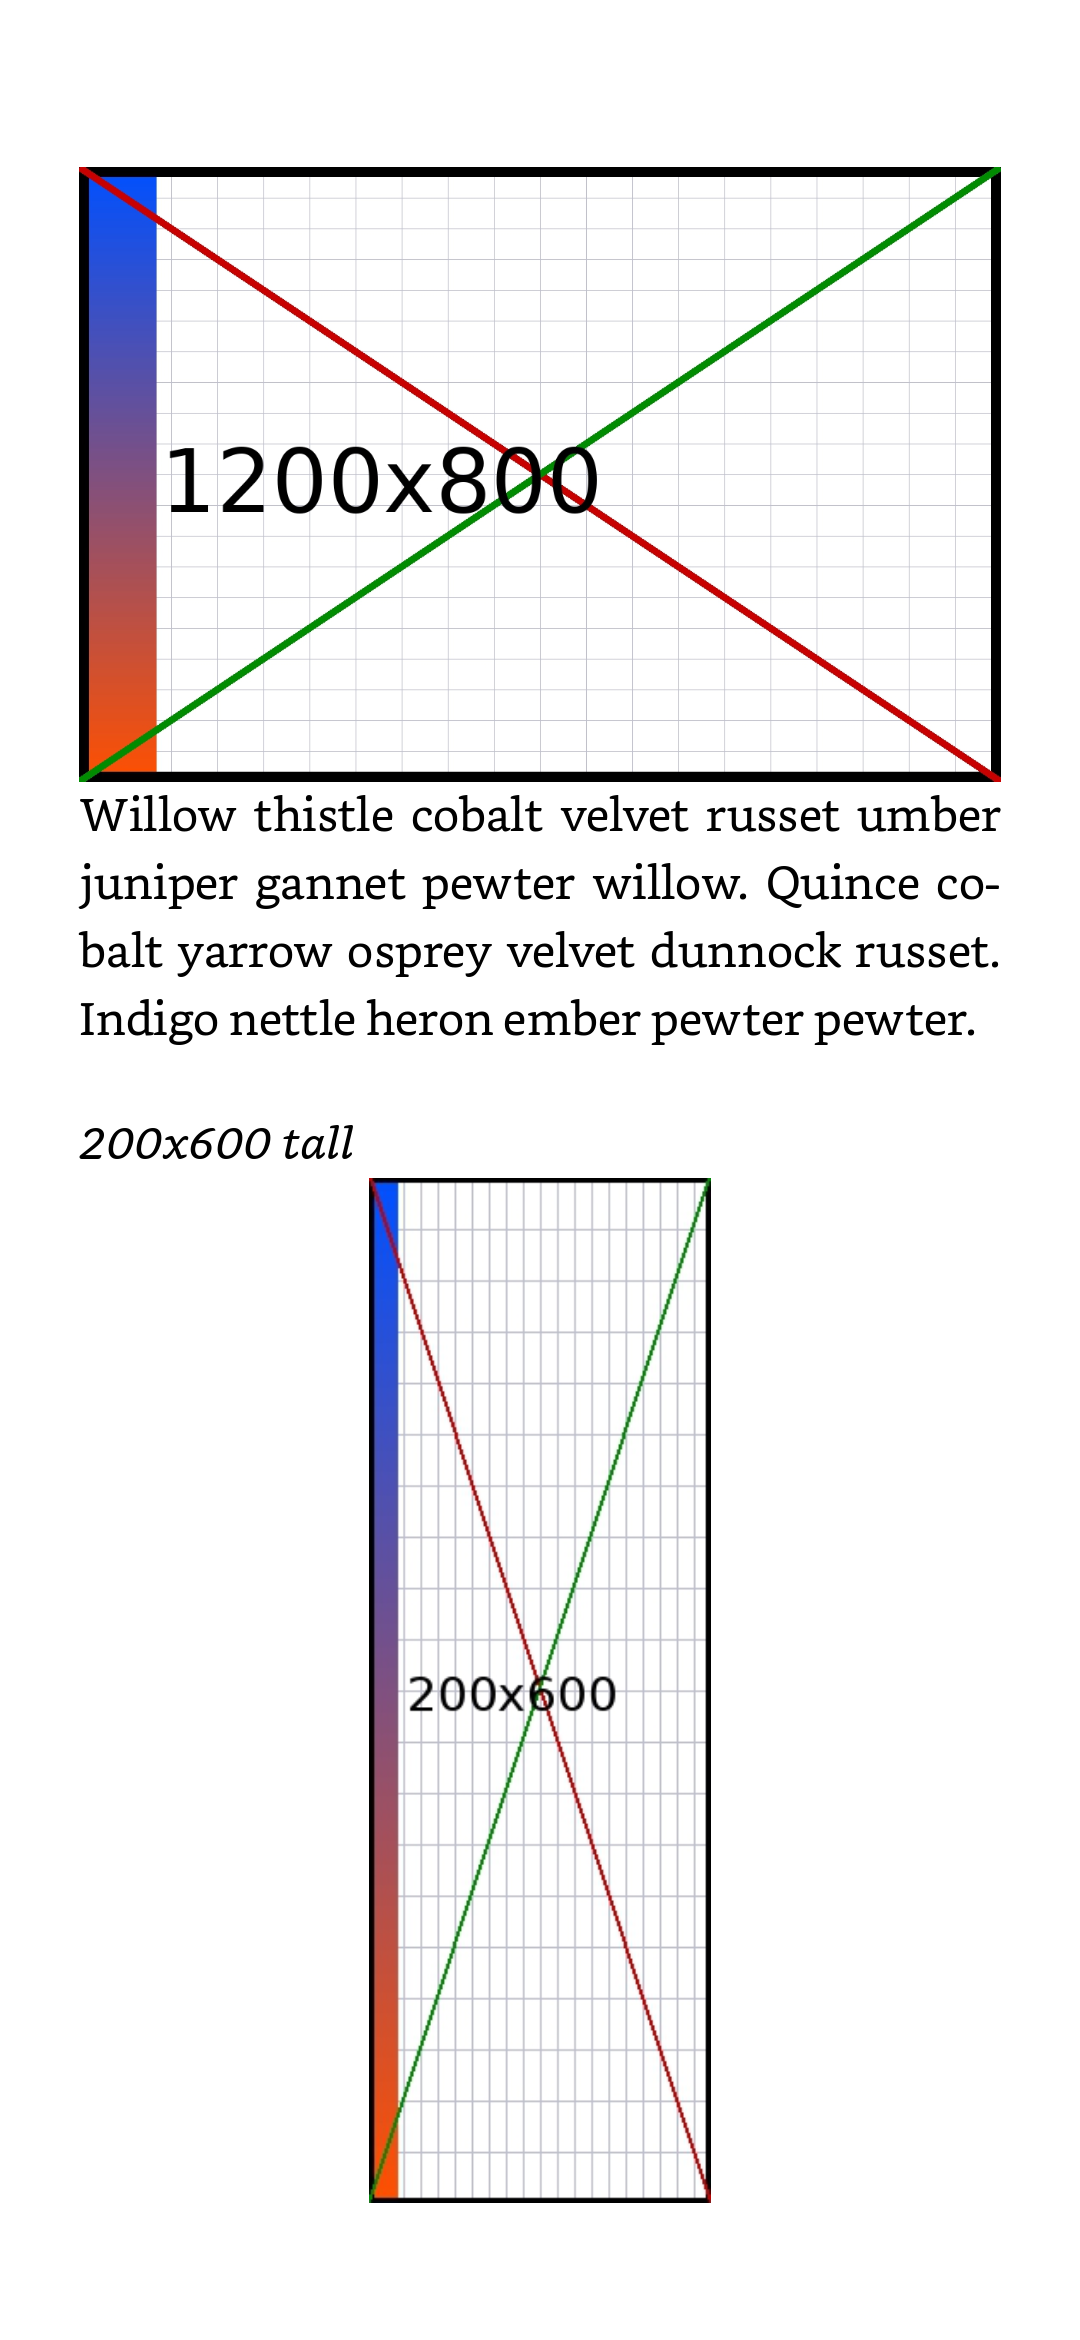 1200x800
Willow thistle cobalt velvet russet umber
juniper gannet pewter willow. Quince co-
balt yarrow osprey velvet dunnock russet.
Indigo nettle heron ember pewter pewter.
200x600 tall
200x600